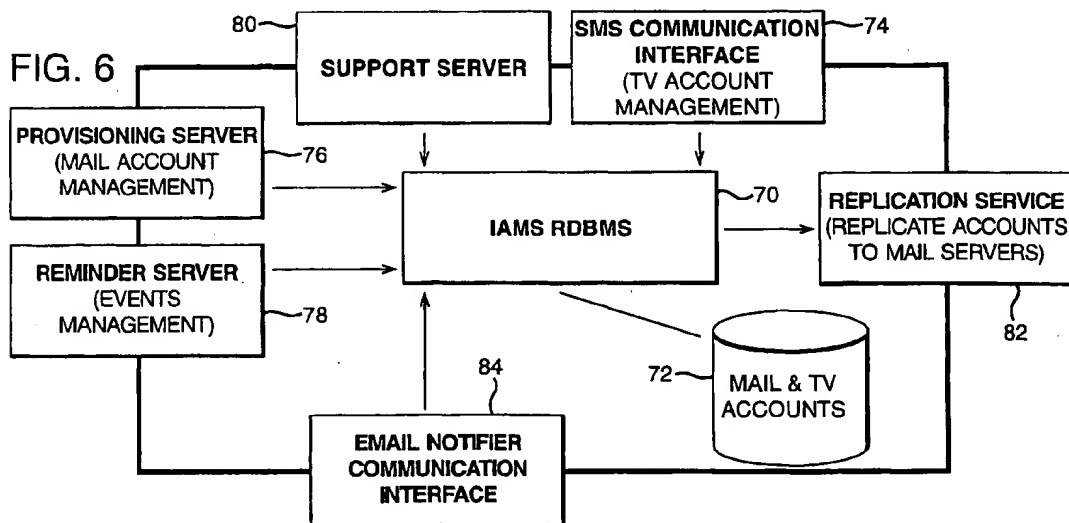 FIG. 6
80
SUPPORT SERVER
SMS COMMUNICATION
INTERFACE
(TV ACCOUNT
MANAGEMENT)
74
PROVISIONING SERVER
(MAIL ACCOUNT
MANAGEMENT)
76
IAMS RDBMS
70
REPLICATION SERVICE
(REPLICATE ACCOUNTS
TO MAIL SERVERS)
82
REMINDER SERVER
(EVENTS
MANAGEMENT)
78
72
MAIL & TV
ACCOUNTS
84
EMAIL NOTIFIER
COMMUNICATION
INTERFACE